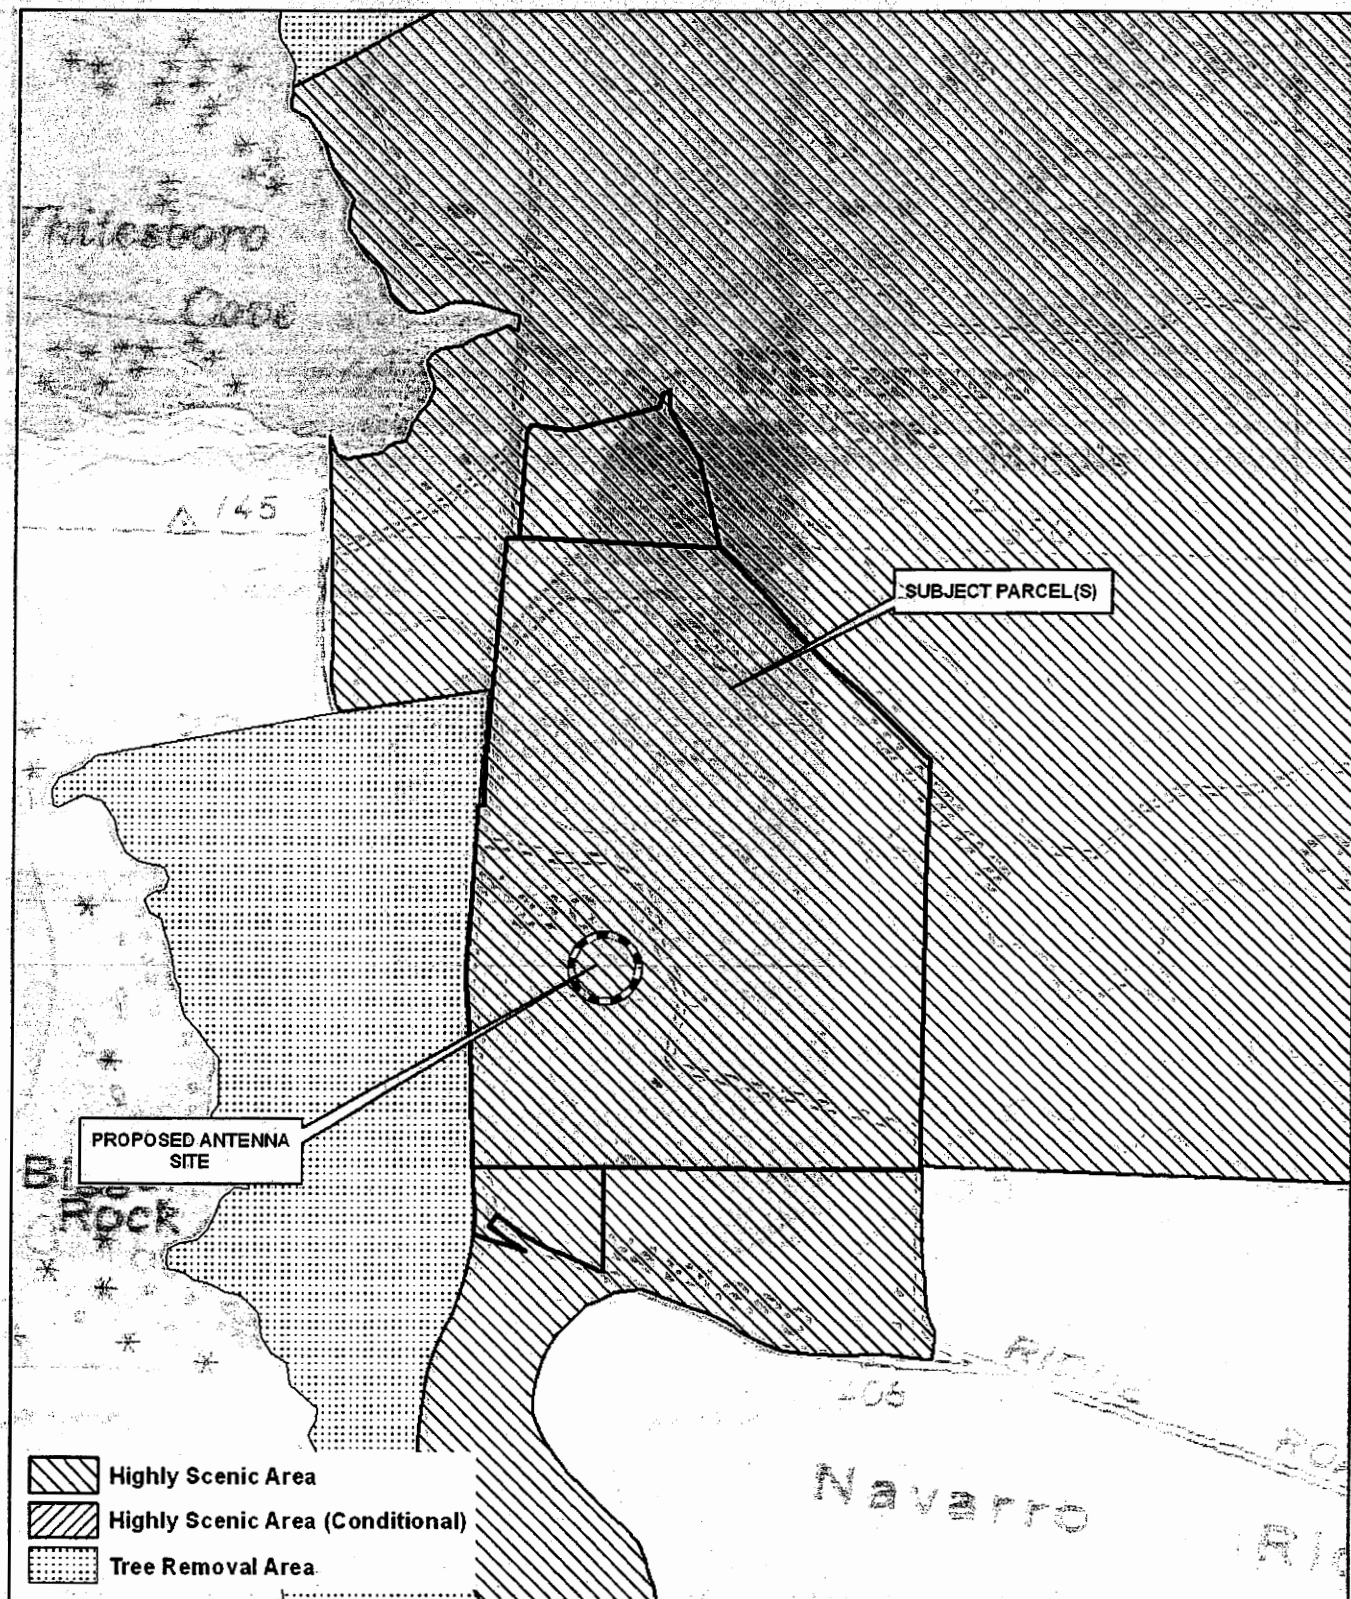 Cove
145
SUBJECT PARCEL(S)
PROPOSED ANTENNA
SITE
Rock
Highly Scenic Area
Highly Scenic Area (Conditional)
Tree Removal Area
Navarro